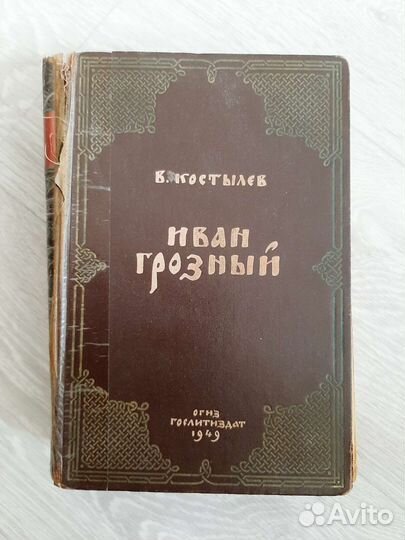 В. Костылев
Иван
Грозный
ОГИЗ
Гослитиздат
1949
Avito